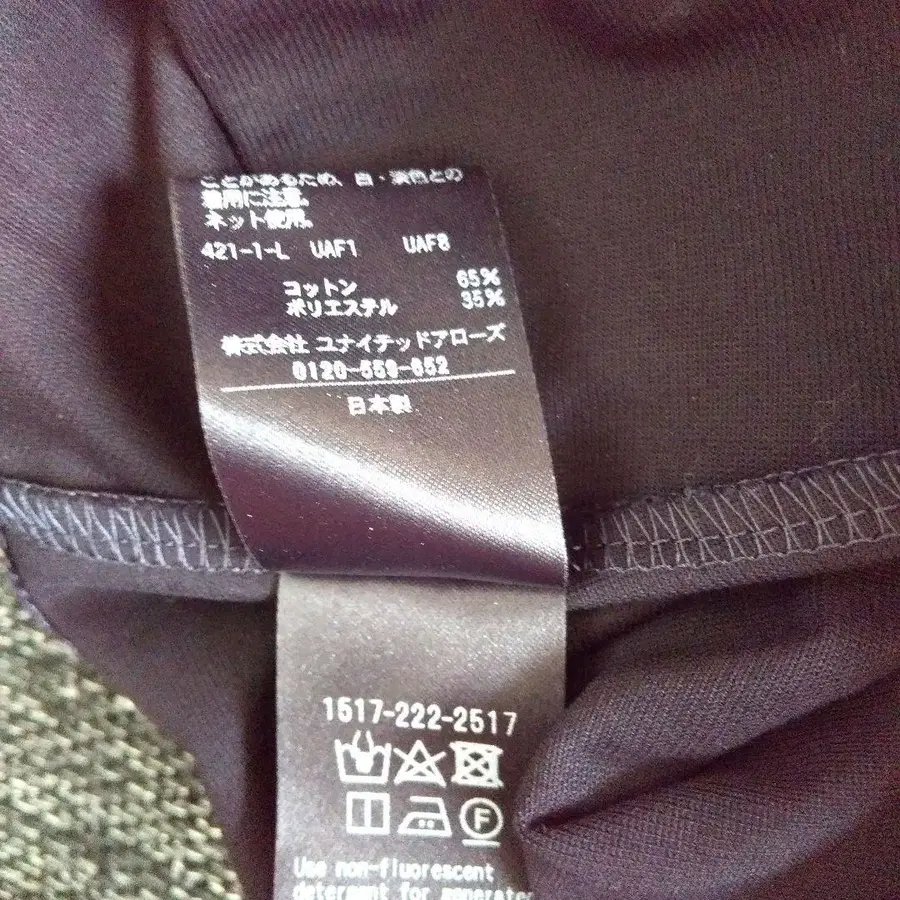 ことがあるため、白・淡色との
着用に注意。
ネット使用。
421-1-L UAF1 UAF8
コットン 65%
ポリエステル 35%
株式会社 ユナイテッドアローズ
0120-559-652
日本製
1517-222-2517
F
Use non-fluorescent
detergent for